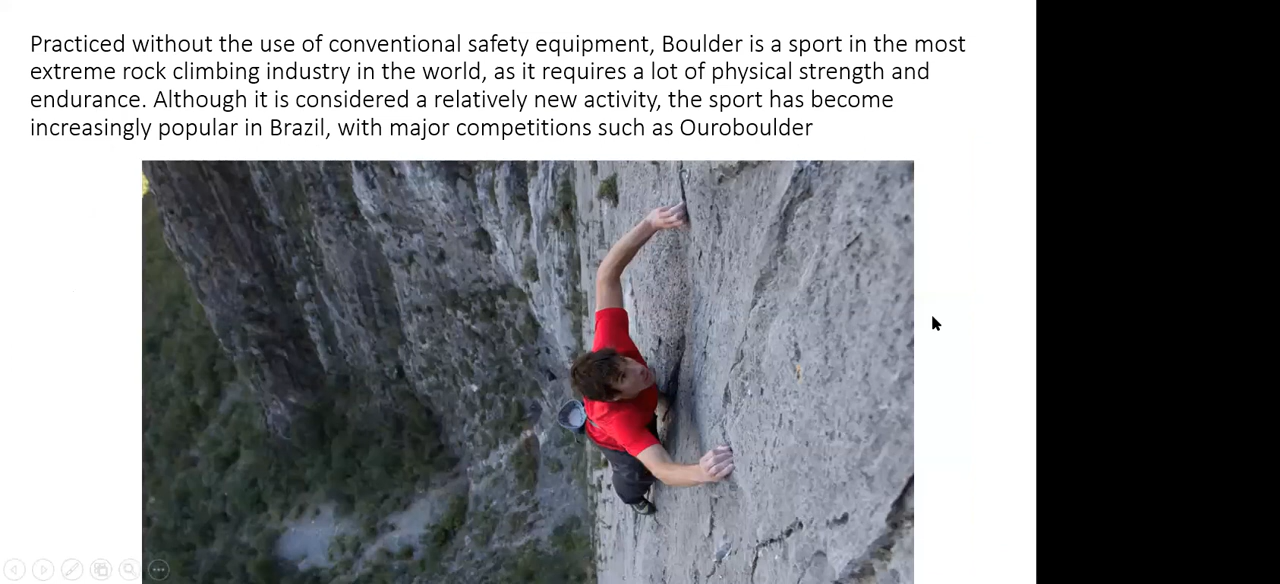 Practiced without the use of conventional safety equipment, Boulder is a sport in the most
extreme rock climbing industry in the world, as it requires a lot of physical strength and
endurance. Although it is considered a relatively new activity, the sport has become
increasingly popular in Brazil, with major competitions such as Ouroboulder